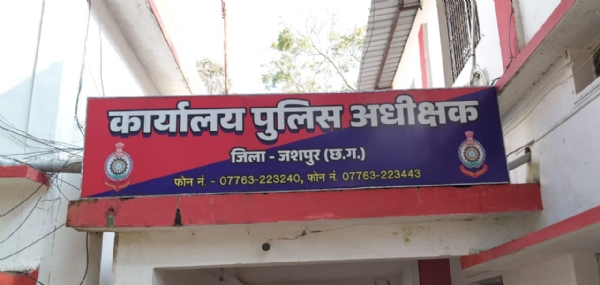 कार्यालय पुलिस अधीक्षक
जिला - जशपुर (छ.ग.)
फोन नं. - 07763-223240, फोन नं. 07763-223443